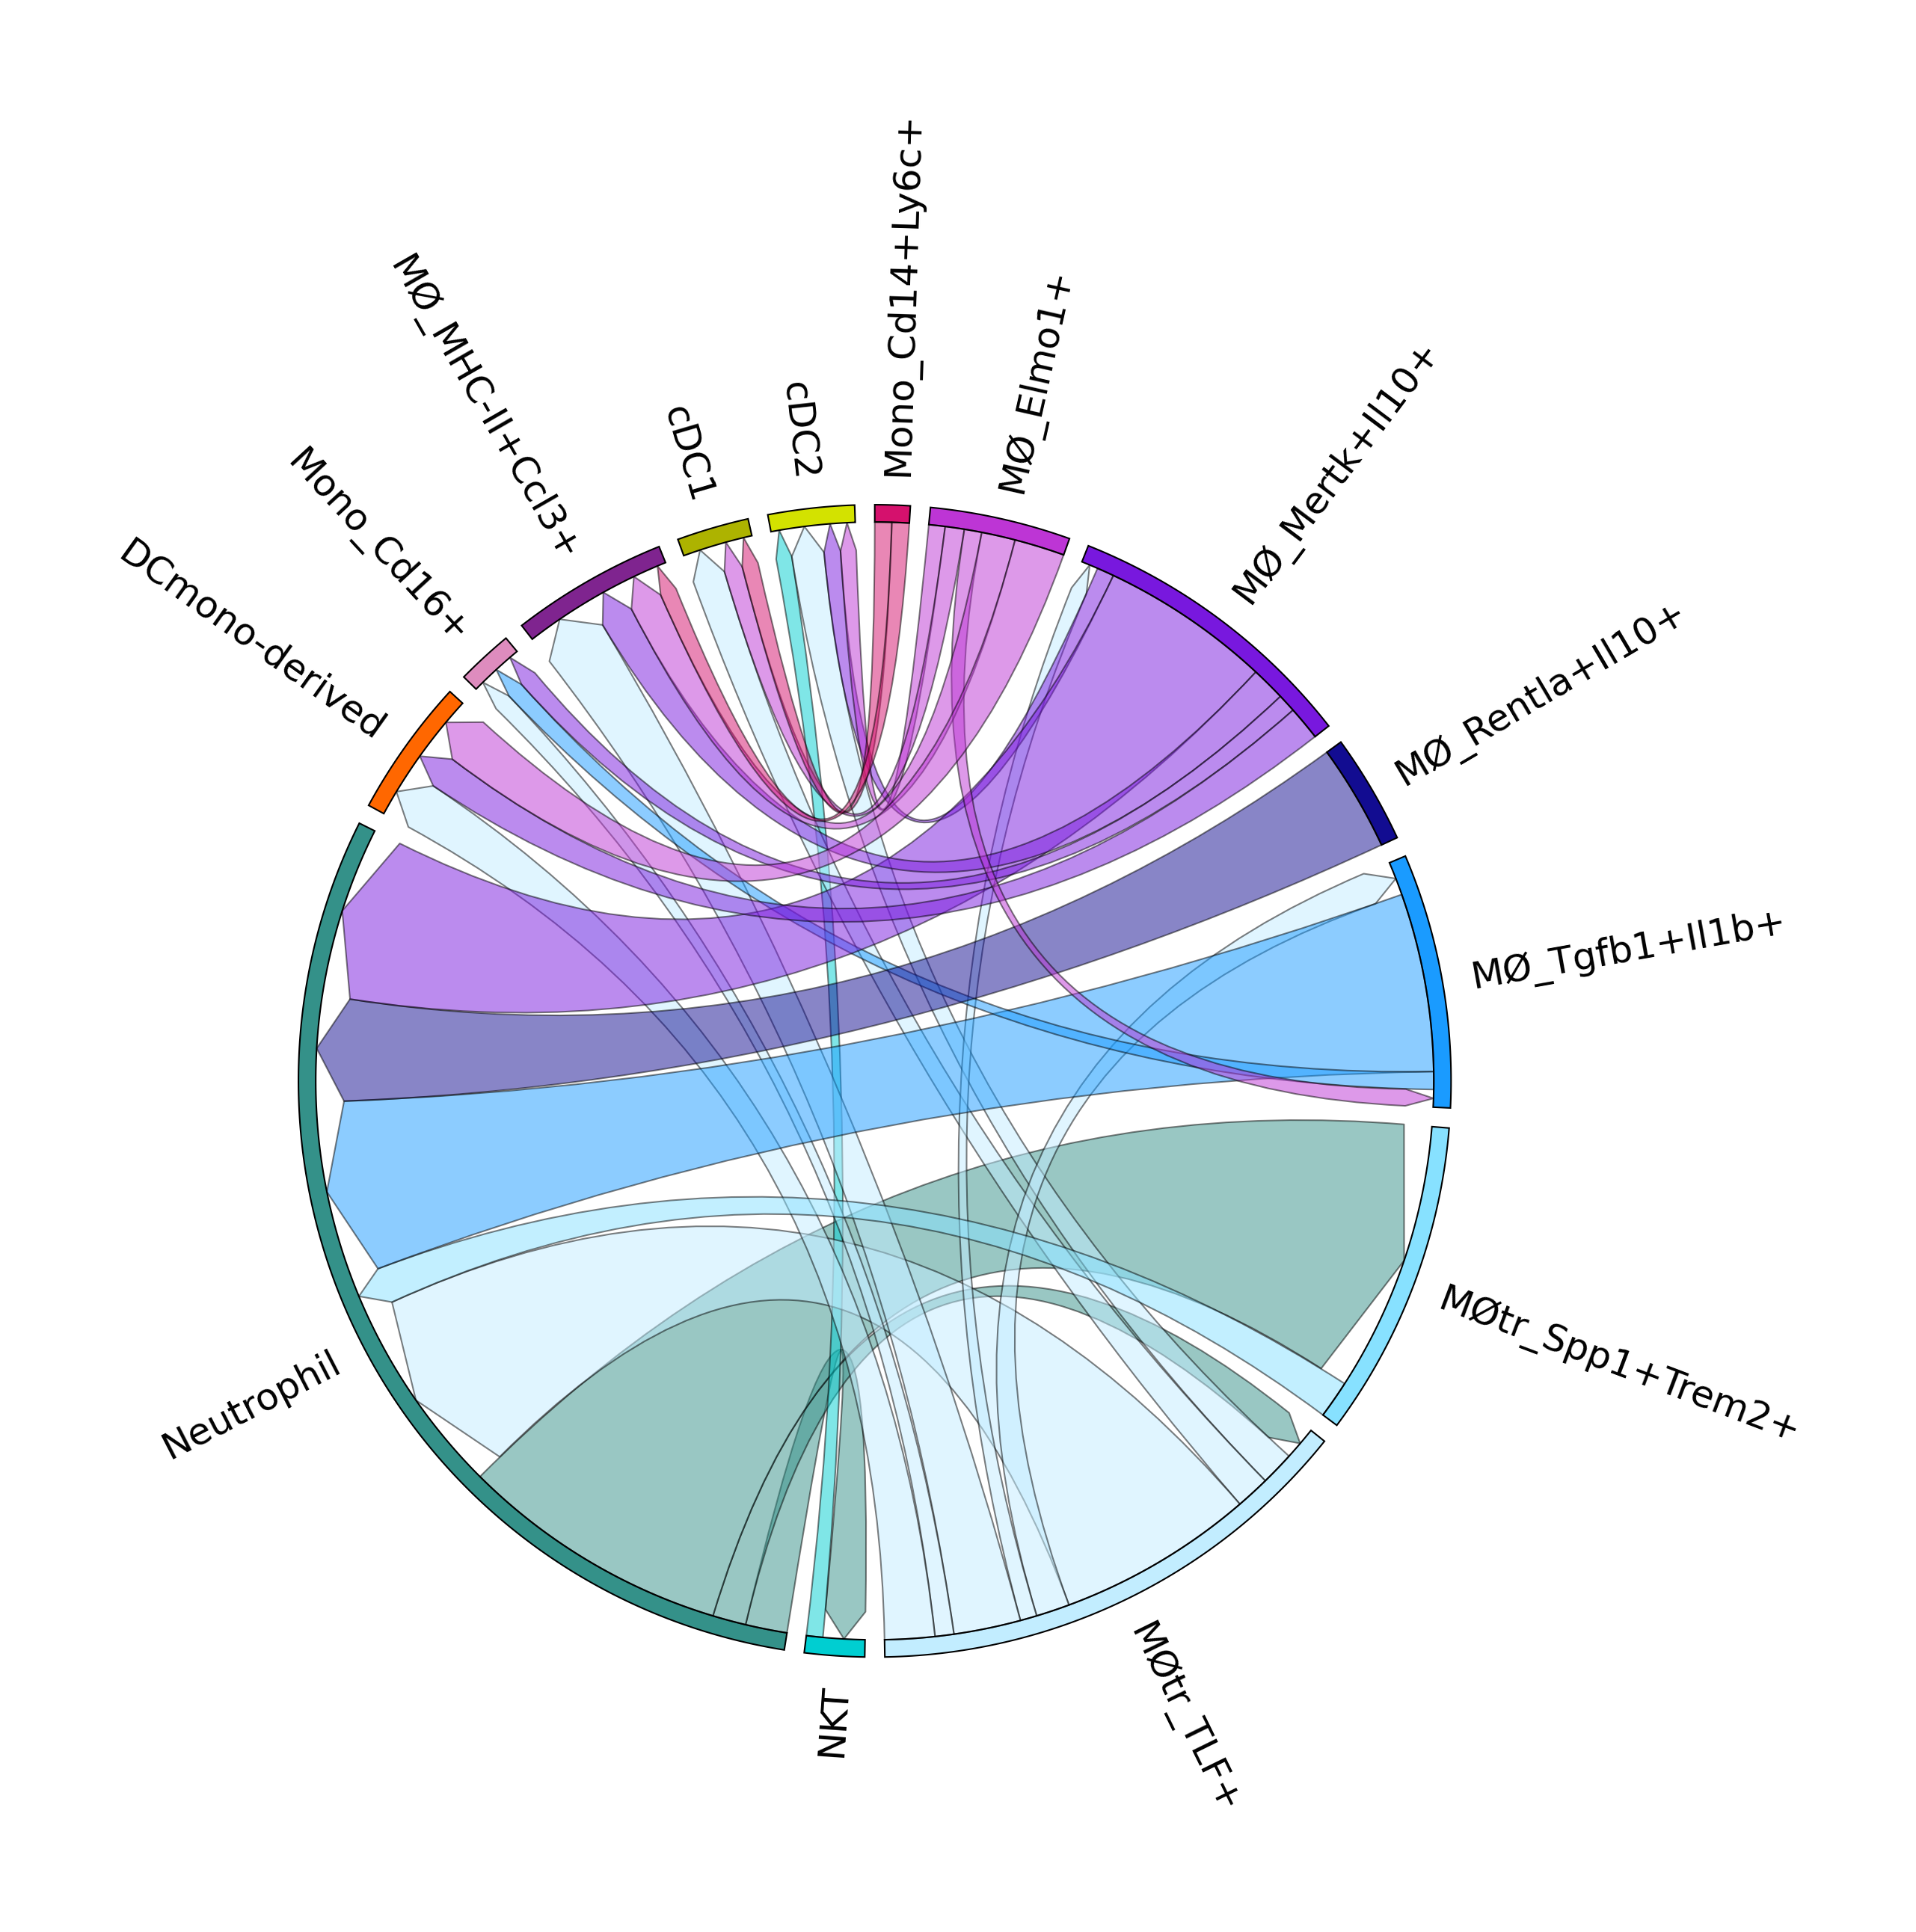 Mono_Cd14+Ly6c+
MØ_Elmo1+
MØ_Mertk+Il10+
MØ_Rentla+Il10+
MØ_Tgfb1+Il1b+
MØtr_Spp1+Trem2+
MØtr_TLF+
NKT
Neutrophil
DCmono-derived
Mono_Cd16+
MØ_MHC-II+Ccl3+
cDC1
cDC2